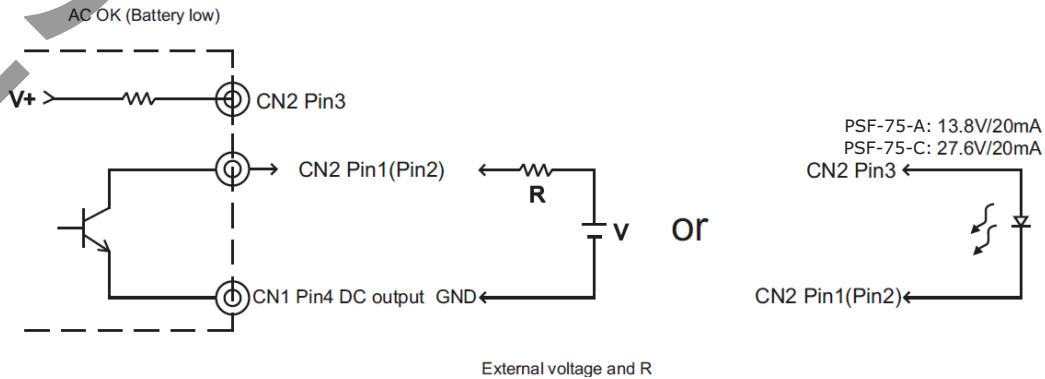 AC OK (Battery low)
V+
CN2 Pin3
CN2 Pin1(Pin2)
R
V
CN1 Pin4 DC output GND
or
PSF-75-A: 13.8V/20mA
PSF-75-C: 27.6V/20mA
CN2 Pin3
CN2 Pin1(Pin2)
External voltage and R